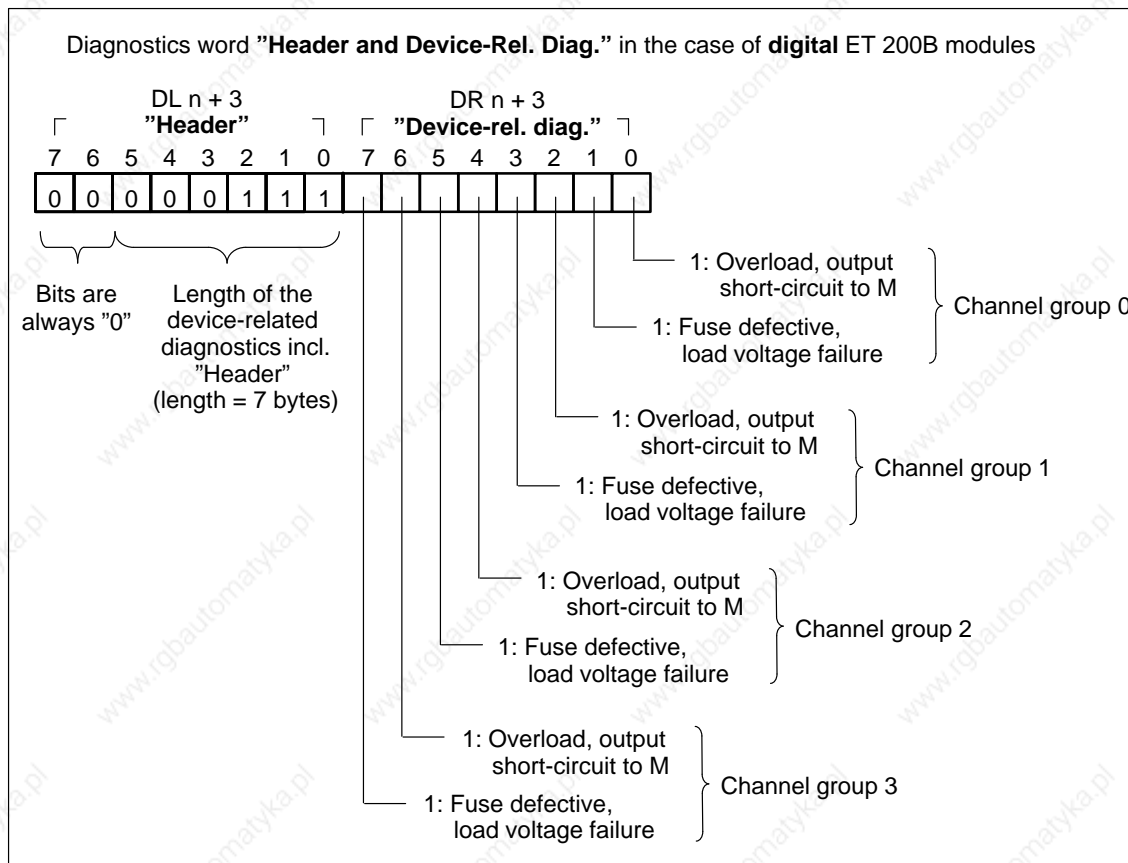 Diagnostics word ”Header and Device-Rel. Diag.” in the case of digital ET 200B modules
DL n + 3
”Header”
DR n + 3
”Device-rel. diag.”
7 6 5 4 3 2 1 0 7 6 5 4 3 2 1 0
0 0 0 0 0 1 1 1
Bits are
always ”0”
Length of the
device-related
diagnostics incl.
”Header”
(length = 7 bytes)
1: Overload, output
short-circuit to M
1: Fuse defective,
load voltage failure
Channel group 0
1: Overload, output
short-circuit to M
1: Fuse defective,
load voltage failure
Channel group 1
1: Overload, output
short-circuit to M
1: Fuse defective,
load voltage failure
Channel group 2
1: Overload, output
short-circuit to M
1: Fuse defective,
load voltage failure
Channel group 3
www.rgbautomatyka.pl